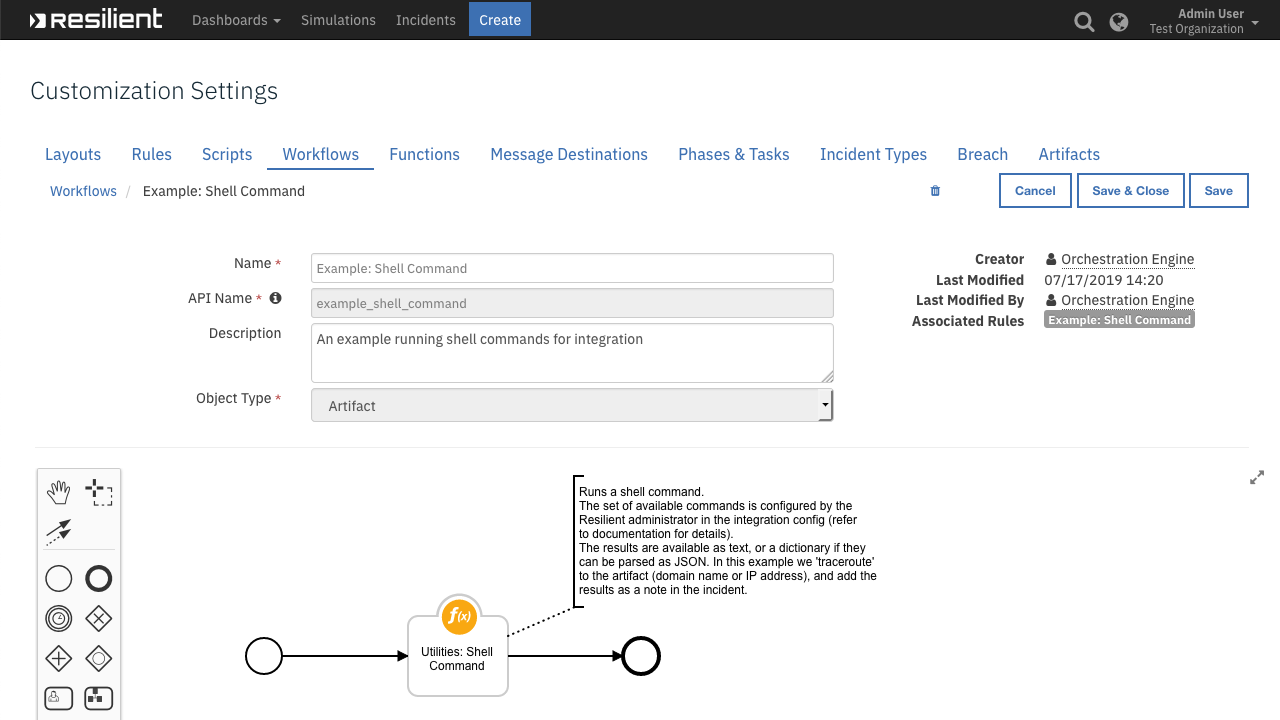 Resilient Dashboards Simulations Incidents Create Admin User
Test Organization
Customization Settings
Layouts Rules Scripts Workflows Functions Message Destinations Phases & Tasks Incident Types Breach Artifacts
Workflows / Example: Shell Command Cancel Save & Close Save
Name * Example: Shell Command
API Name * example_shell_command
Description An example running shell commands for integration
Object Type * Artifact
Creator Orchestration Engine
Last Modified 07/17/2019 14:20
Last Modified By Orchestration Engine
Associated Rules Example: Shell Command
Runs a shell command.
The set of available commands is configured by the
Resilient administrator in the integration config (refer
to documentation for details).
The results are available as text, or a dictionary if they
can be parsed as JSON. In this example we 'traceroute'
to the artifact (domain name or IP address), and add the
results as a note in the incident.
f(x)
Utilities: Shell
Command